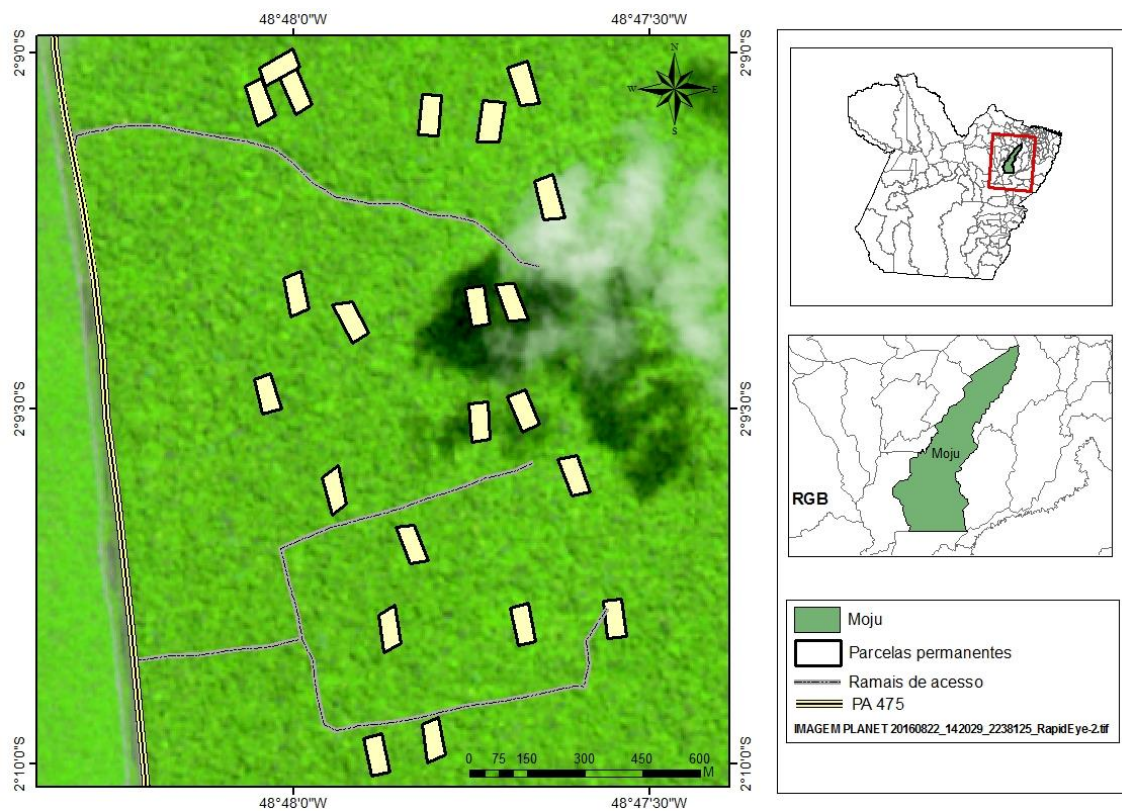 48°48'0"W
48°47'30"W
2°9'0"S
2°9'0"S
N
W
E
S
2°9'30"S
2°9'30"S
Moju
RGB
Moju
Parcelas permanentes
Ramais de acesso
PA 475
IMAGEM PLANET 20160822_142029_2238125_RapidEye-2.tif
2°10'0"S
2°10'0"S
0 75 150 300 450 600
M
48°48'0"W
48°47'30"W